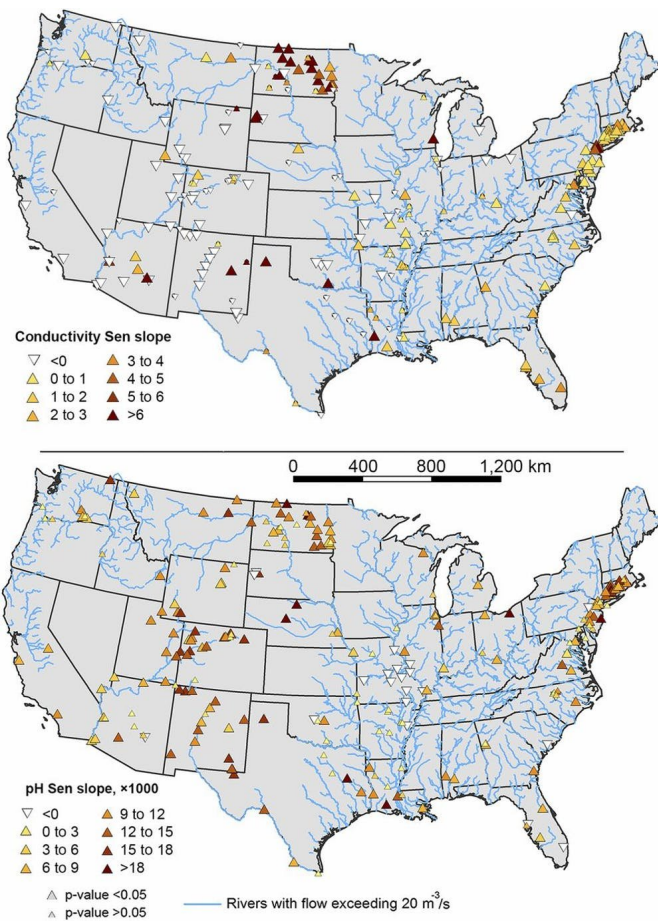 Conductivity Sen slope
<0
0 to 1
1 to 2
2 to 3
3 to 4
4 to 5
5 to 6
>6
0 400 800 1,200 km
pH Sen slope, ×1000
<0
0 to 3
3 to 6
6 to 9
9 to 12
12 to 15
15 to 18
>18
p-value <0.05
p-value >0.05
Rivers with flow exceeding 20 m⁻³/s